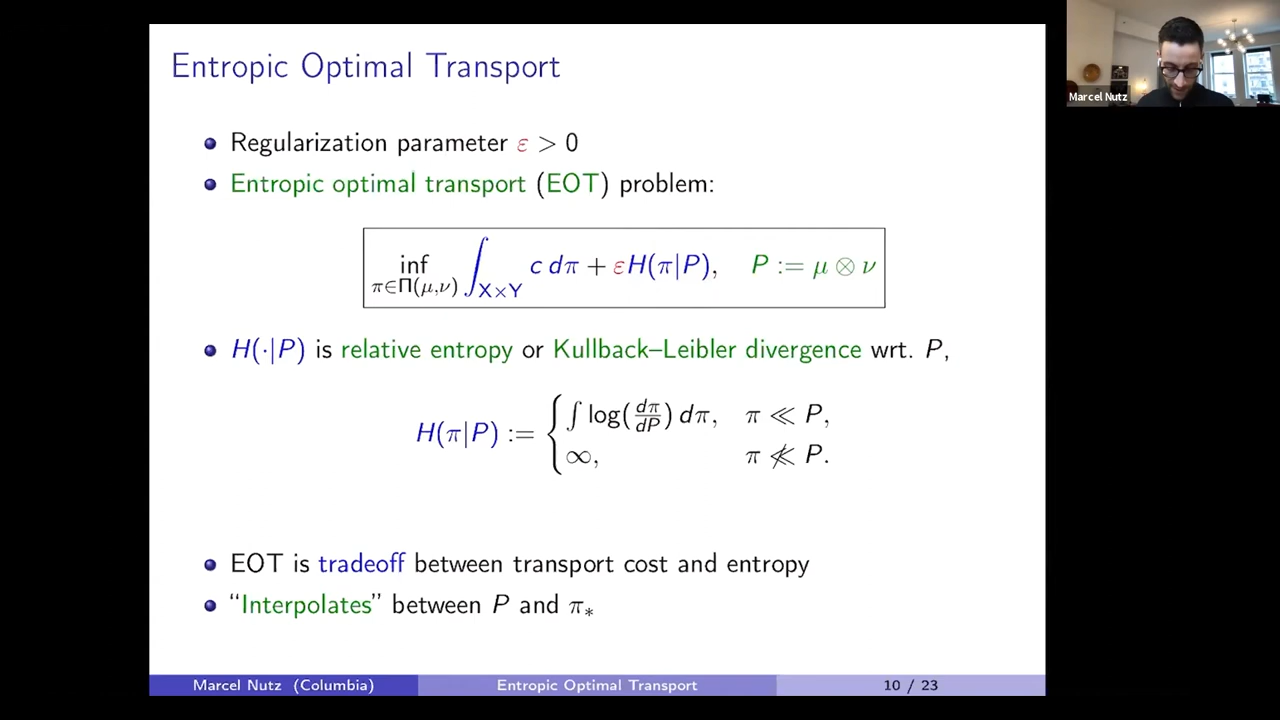 Entropic Optimal Transport
Regularization parameter ε > 0
Entropic optimal transport (EOT) problem:
inf_{π∈Π(μ,ν)} ∫_{X×Y} c dπ + εH(π|P), P := μ ⊗ ν
H(·|P) is relative entropy or Kullback–Leibler divergence wrt. P,
H(π|P) := { ∫ log(dπ/dP) dπ, π ≪ P,
∞, π ≪̸ P.
EOT is tradeoff between transport cost and entropy
“Interpolates” between P and π∗
Marcel Nutz (Columbia) Entropic Optimal Transport 10 / 23
Marcel Nutz